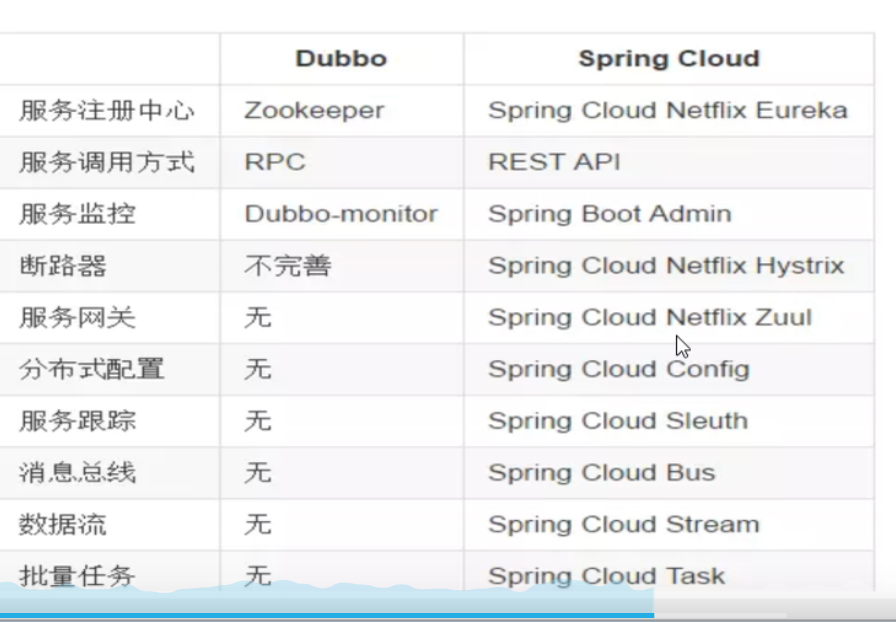 Dubbo Spring Cloud
服务注册中心 Zookeeper Spring Cloud Netflix Eureka
服务调用方式 RPC REST API
服务监控 Dubbo-monitor Spring Boot Admin
断路器 不完善 Spring Cloud Netflix Hystrix
服务网关 无 Spring Cloud Netflix Zuul
分布式配置 无 Spring Cloud Config
服务跟踪 无 Spring Cloud Sleuth
消息总线 无 Spring Cloud Bus
数据流 无 Spring Cloud Stream
批量任务 无 Spring Cloud Task